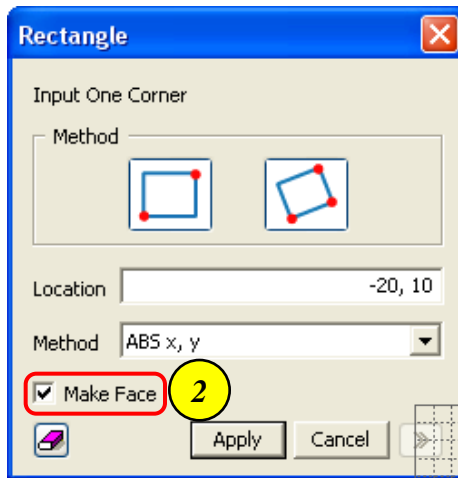 Rectangle
Input One Corner
Method
Location -20, 10
Method ABS x, y
Make Face 2
Apply Cancel